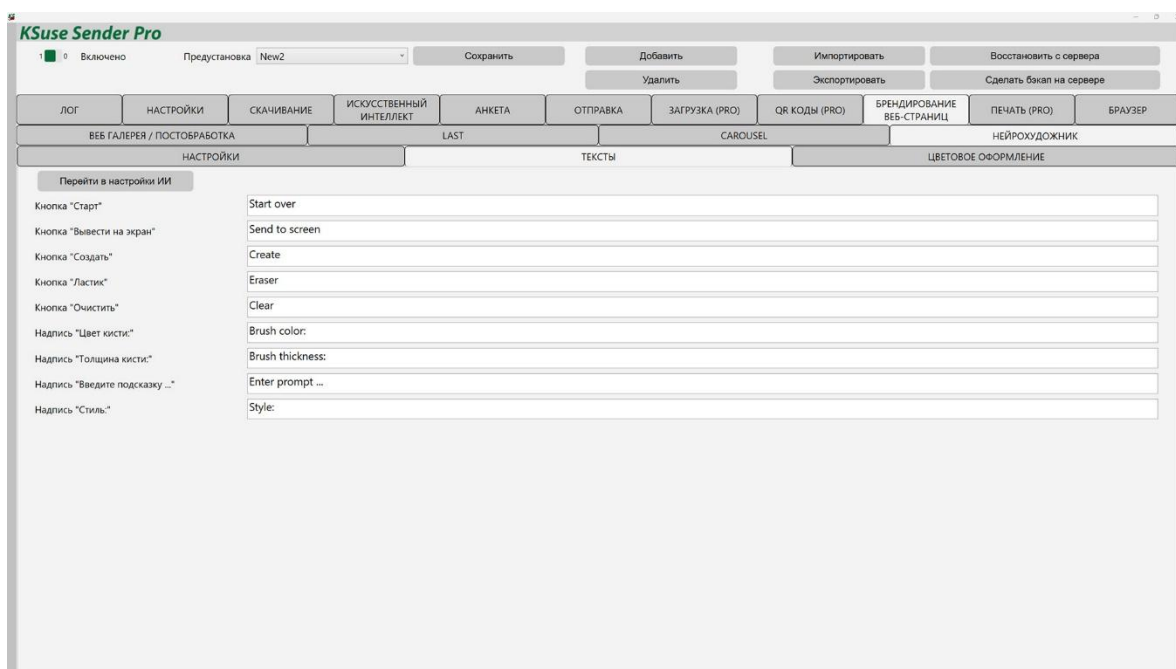 KSuse Sender Pro
1 0 Включено Предустановка New2 Сохранить Добавить Импортировать Восстановить с сервера
Удалить Экспортировать Сделать бэкап на сервере
ЛОГ НАСТРОЙКИ СКАЧИВАНИЕ ИСКУССТВЕННЫЙ ИНТЕЛЛЕКТ АНКЕТА ОТПРАВКА ЗАГРУЗКА (PRO) QR КОДЫ (PRO) БРЕНДИРОВАНИЕ ВЕБ-СТРАНИЦ ПЕЧАТЬ (PRO) БРАУЗЕР
ВЕБ ГАЛЕРЕЯ / ПОСТОБРАБОТКА LAST CAROUSEL НЕЙРОХУДОЖНИК
НАСТРОЙКИ ТЕКСТЫ ЦВЕТОВОЕ ОФОРМЛЕНИЕ
Перейти в настройки ИИ
Кнопка "Старт" Start over
Кнопка "Вывести на экран" Send to screen
Кнопка "Создать" Create
Кнопка "Ластик" Eraser
Кнопка "Очистить" Clear
Надпись "Цвет кисти:" Brush color:
Надпись "Толщина кисти:" Brush thickness:
Надпись "Введите подсказку ..." Enter prompt ...
Надпись "Стиль:" Style: